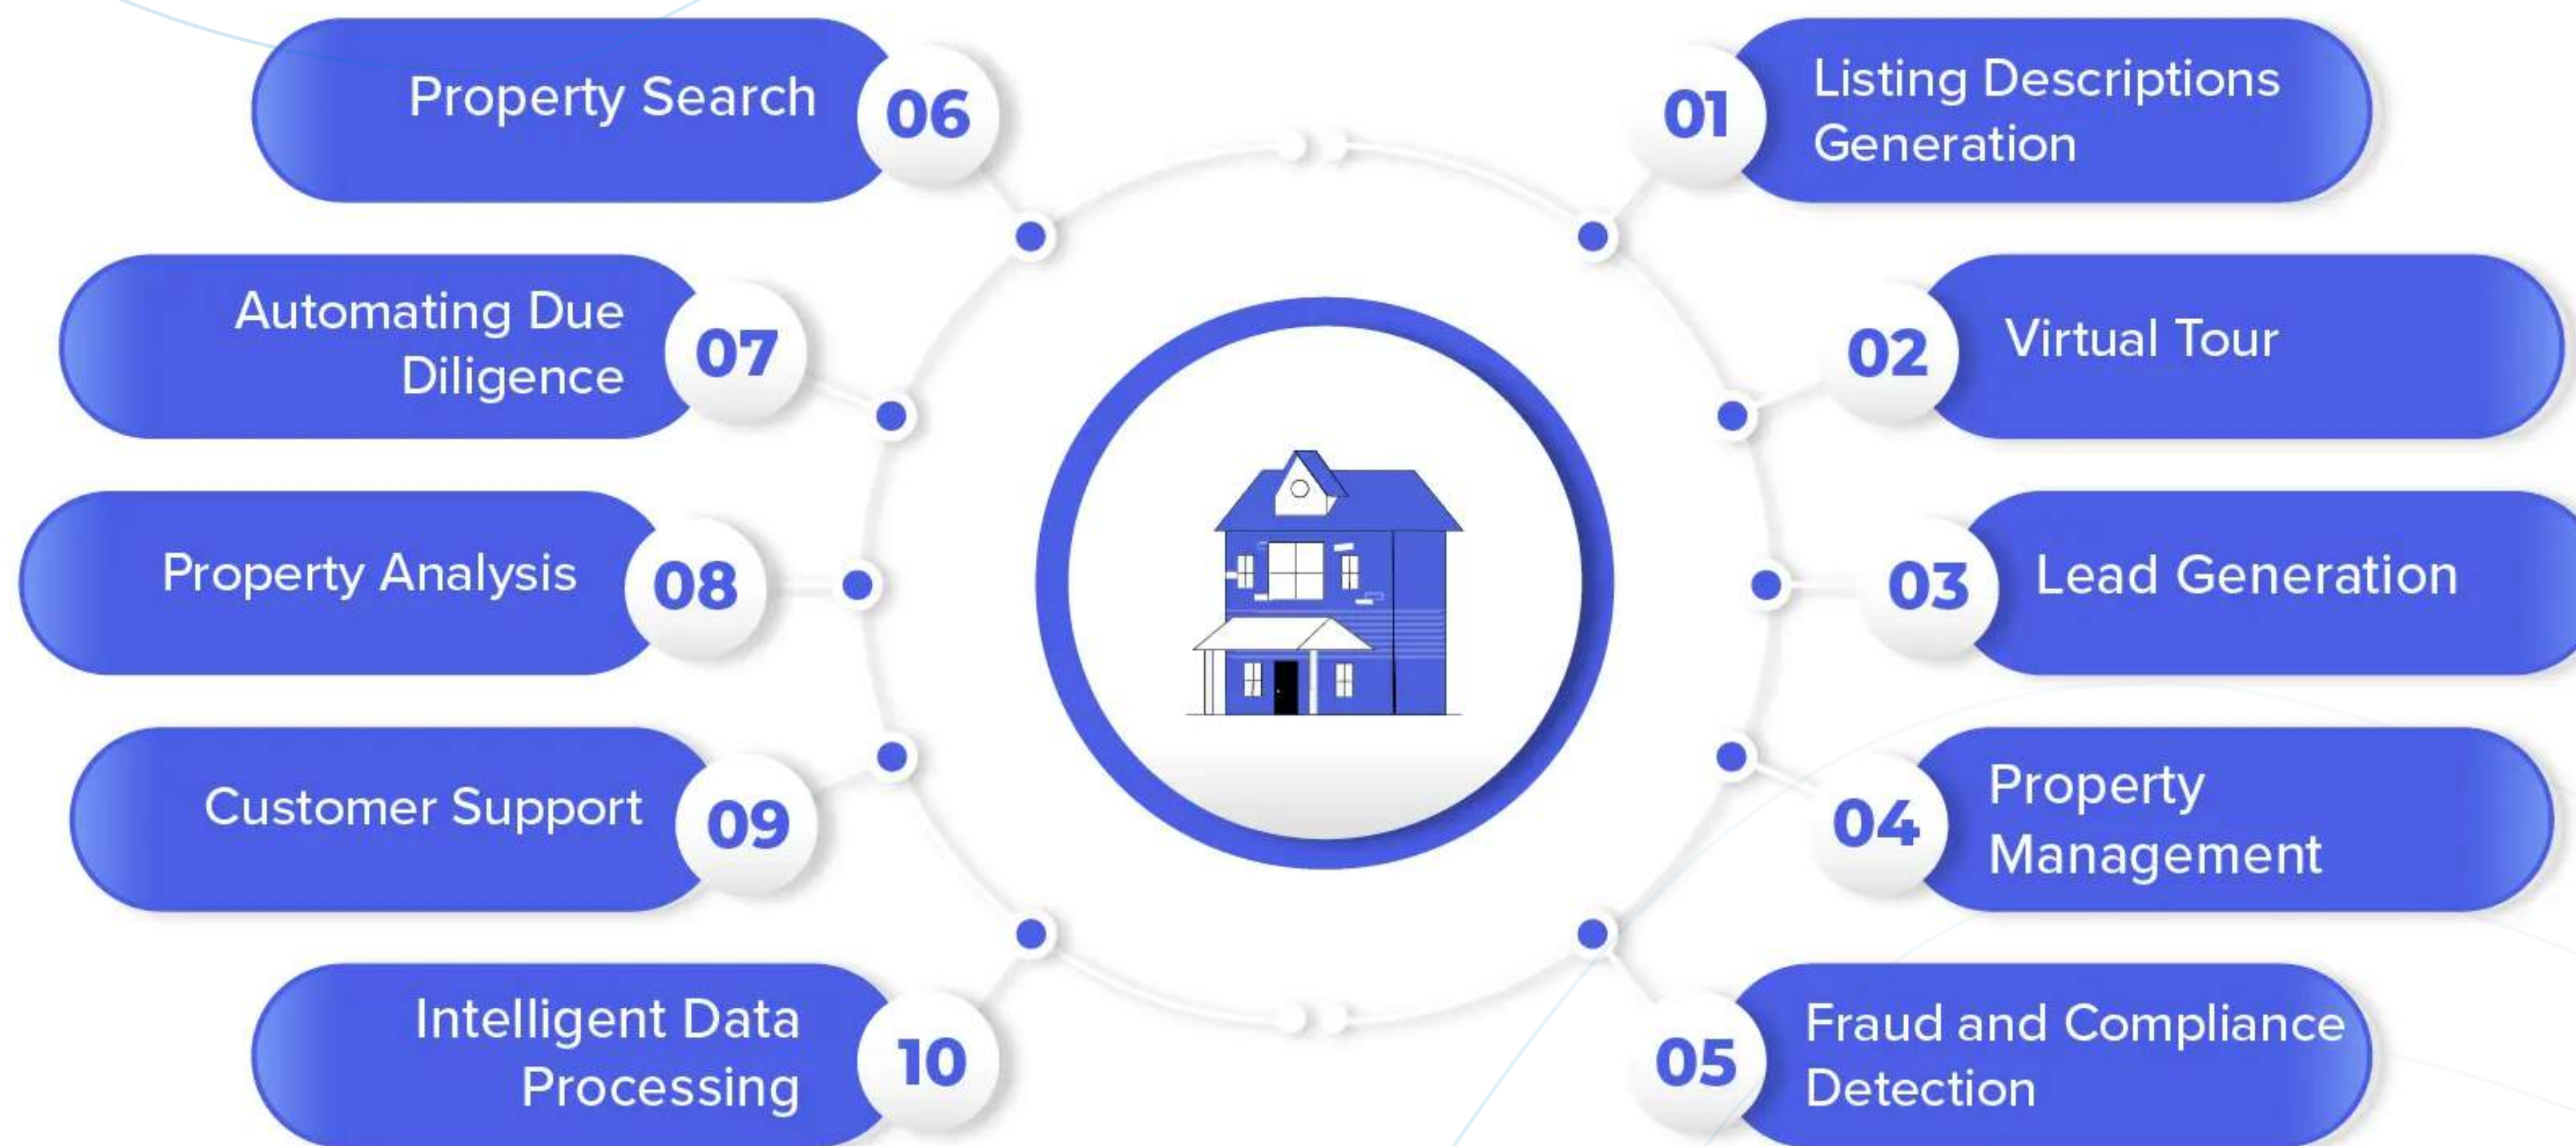 01
Listing Descriptions
Generation
02
Virtual Tour
03
Lead Generation
04
Property
Management
05
Fraud and Compliance
Detection
06
Property Search
07
Automating Due
Diligence
08
Property Analysis
09
Customer Support
10
Intelligent Data
Processing